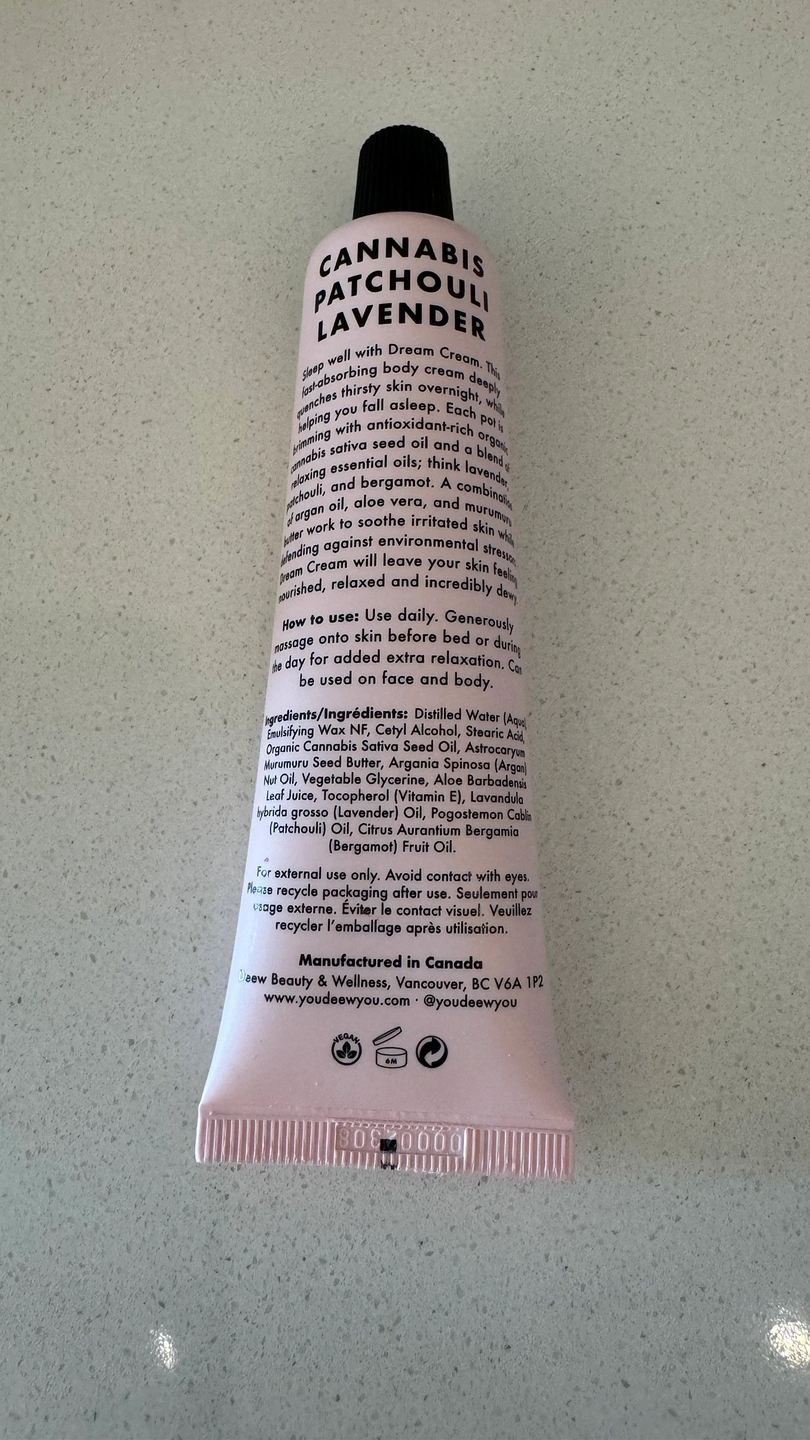 CANNABIS
PATCHOULI
LAVENDER
Sleep well with Dream Cream. This
fast-absorbing body cream deeply
quenches thirsty skin overnight, while
helping you fall asleep. Each pot is
brimming with antioxidant-rich organic
cannabis sativa seed oil and a blend of
relaxing essential oils; think lavender,
patchouli, and bergamot. A combination
of argan oil, aloe vera, and murumuru
butter work to soothe irritated skin while
defending against environmental stressors.
Dream Cream will leave your skin feeling
nourished, relaxed and incredibly dewy.
How to use: Use daily. Generously
massage onto skin before bed or during
the day for added extra relaxation. Can
be used on face and body.
Ingredients/Ingrédients: Distilled Water (Aqua),
Emulsifying Wax NF, Cetyl Alcohol, Stearic Acid,
Organic Cannabis Sativa Seed Oil, Astrocaryum
Murumuru Seed Butter, Argania Spinosa (Argan)
Nut Oil, Vegetable Glycerine, Aloe Barbadensis
Leaf Juice, Tocopherol (Vitamin E), Lavandula
hybrida grosso (Lavender) Oil, Pogostemon Cablin
(Patchouli) Oil, Citrus Aurantium Bergamia
(Bergamot) Fruit Oil.
For external use only. Avoid contact with eyes.
Please recycle packaging after use. Seulement pour
usage externe. Éviter le contact visuel. Veuillez
recycler l'emballage après utilisation.
Manufactured in Canada
Deew Beauty & Wellness, Vancouver, BC V6A 1P2
www.youdeewyou.com · @youdeewyou
VEGAN
6M